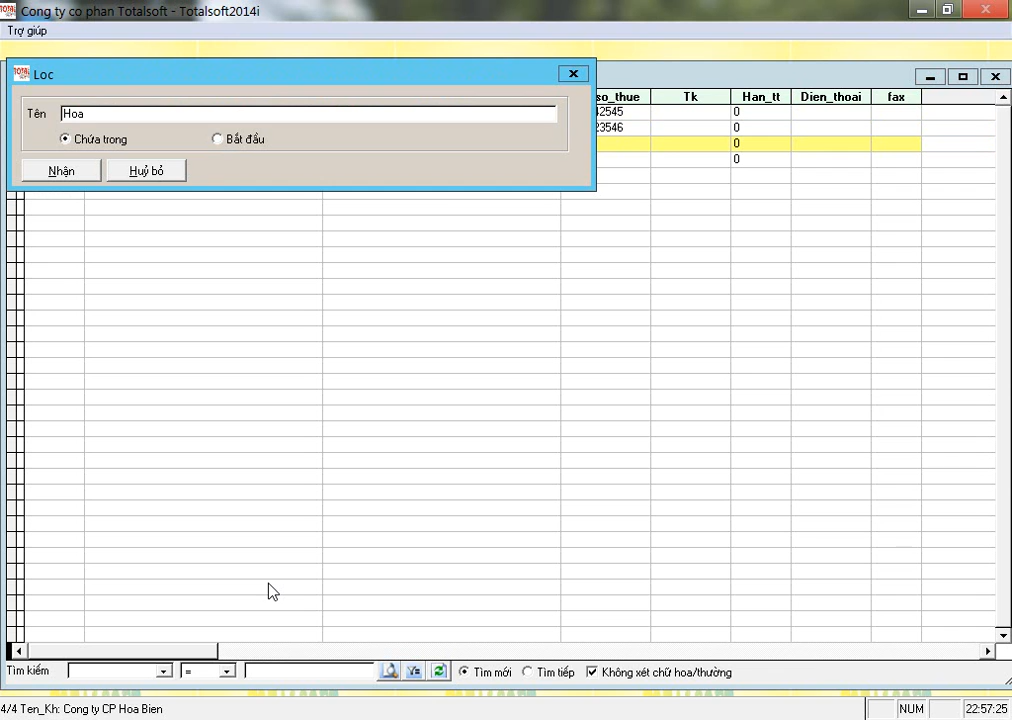 Cong ty co phan Totalsoft - Totalsoft2014i
Trợ giúp
Loc
Tên Hoa
Chứa trong Bắt đầu
Nhận Huỷ bỏ
so_thue Tk Han_tt Dien_thoai fax
2545 0
23546 0
0
0
Tìm kiếm = Tìm mới Tìm tiếp Không xét chữ hoa/thường
4/4 Ten_Kh: Cong ty CP Hoa Bien NUM 22:57:25